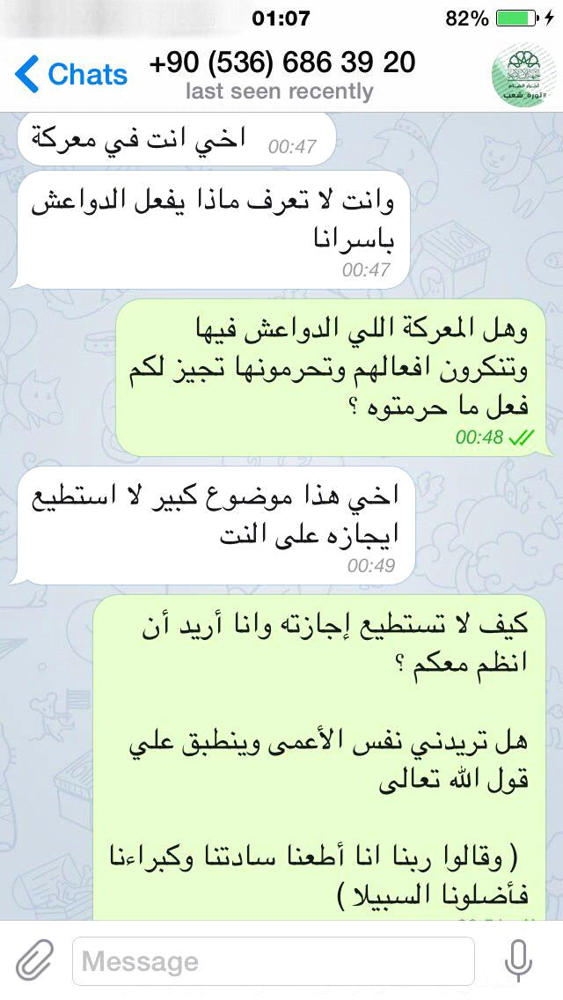 01:07
82%
Chats
+90 (536) 686 39 20
last seen recently
#ثورة_شعب
اخي انت في معركة
00:47
وانت لا تعرف ماذا يفعل الدواعش
باسرانا
00:47
وهل المعركة اللي الدواعش فيها
وتنكرون افعالهم وتحرمونها تجيز لكم
فعل ما حرمتوه ؟
00:48
اخي هذا موضوع كبير لا استطيع
ايجازه على النت
00:49
كيف لا تستطيع إجازته وانا أريد أن
انظم معكم ؟
هل تريدني نفس الأعمى وينطبق علي
قول الله تعالى
( وقالوا ربنا انا أطعنا سادتنا وكبراءنا
فأضلونا السبيلا )
Message